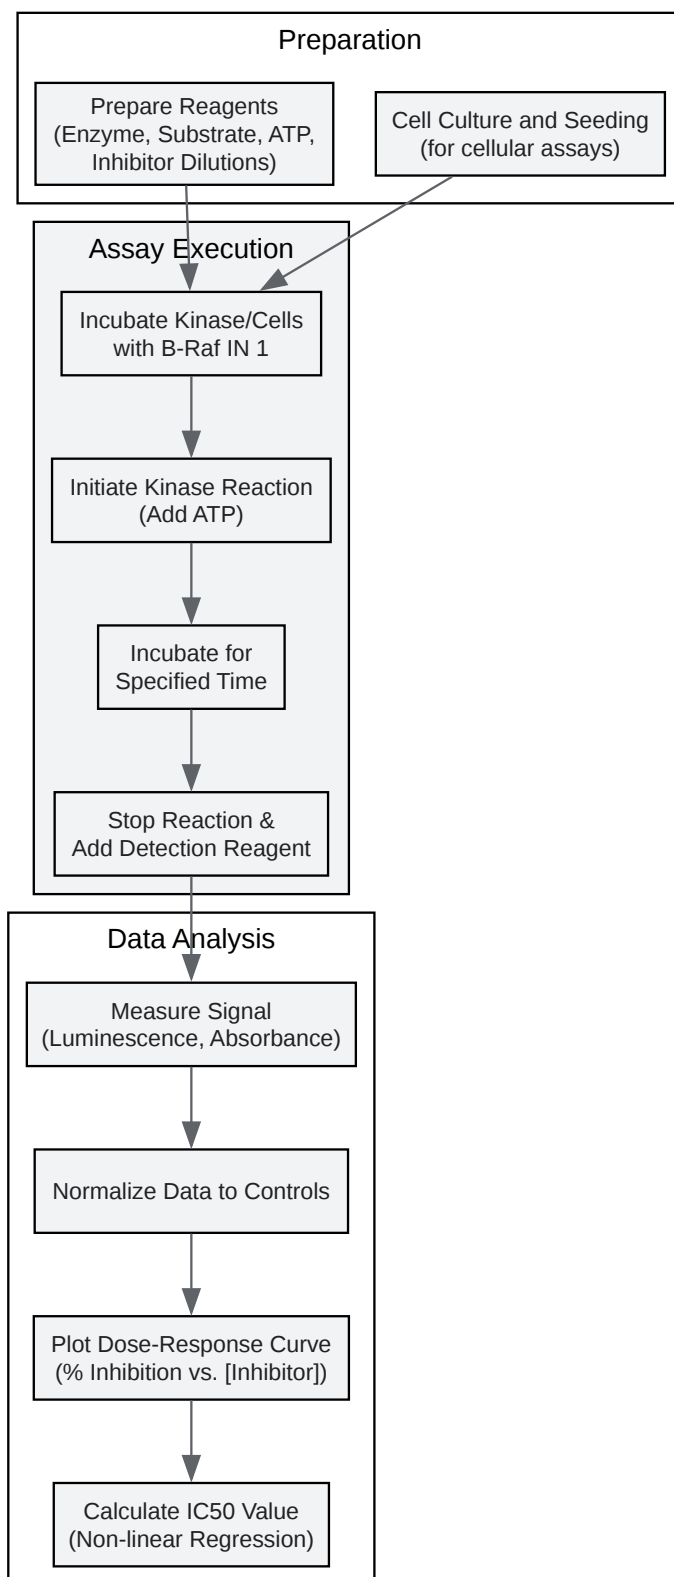 Preparation
Prepare Reagents
(Enzyme, Substrate, ATP,
Inhibitor Dilutions)
Cell Culture and Seeding
(for cellular assays)
Assay Execution
Incubate Kinase/Cells
with B-Raf IN 1
Initiate Kinase Reaction
(Add ATP)
Incubate for
Specified Time
Stop Reaction &
Add Detection Reagent
Data Analysis
Measure Signal
(Luminescence, Absorbance)
Normalize Data to Controls
Plot Dose-Response Curve
(% Inhibition vs. [Inhibitor])
Calculate IC50 Value
(Non-linear Regression)